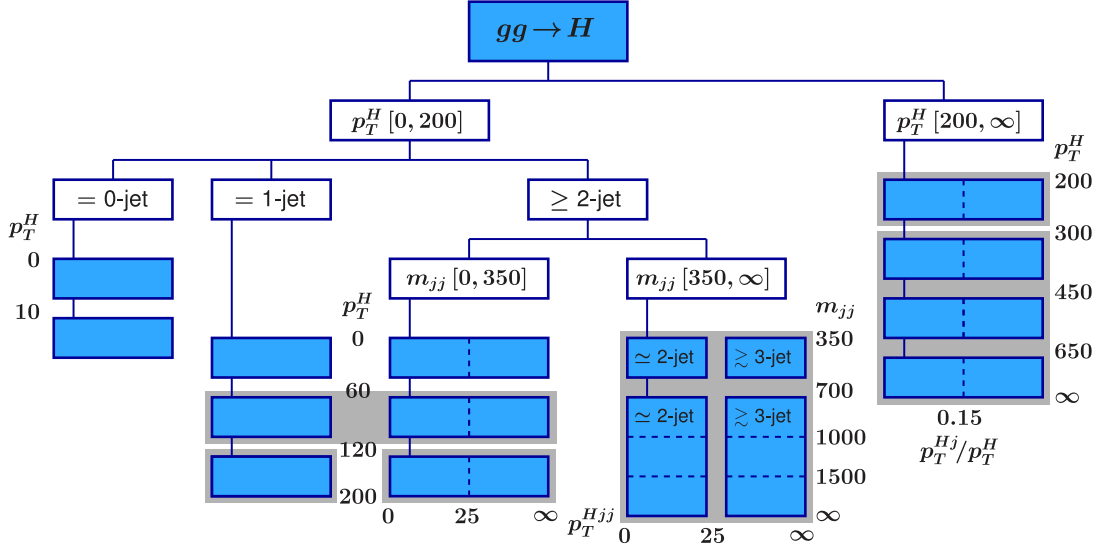 gg → H
p_T^H [0, 200]
p_T^H [200, ∞]
p_T^H
= 0-jet
= 1-jet
≥ 2-jet
200
p_T^H
300
0
m_jj [0, 350]
m_jj [350, ∞]
450
10
p_T^H
m_jj
0
350
650
≃ 2-jet
≳ 3-jet
60
700
∞
≃ 2-jet
≳ 3-jet
0.15
1000
120
p_T^Hj/p_T^H
1500
200
0
25
∞
p_T^Hjj
0
25
∞
∞